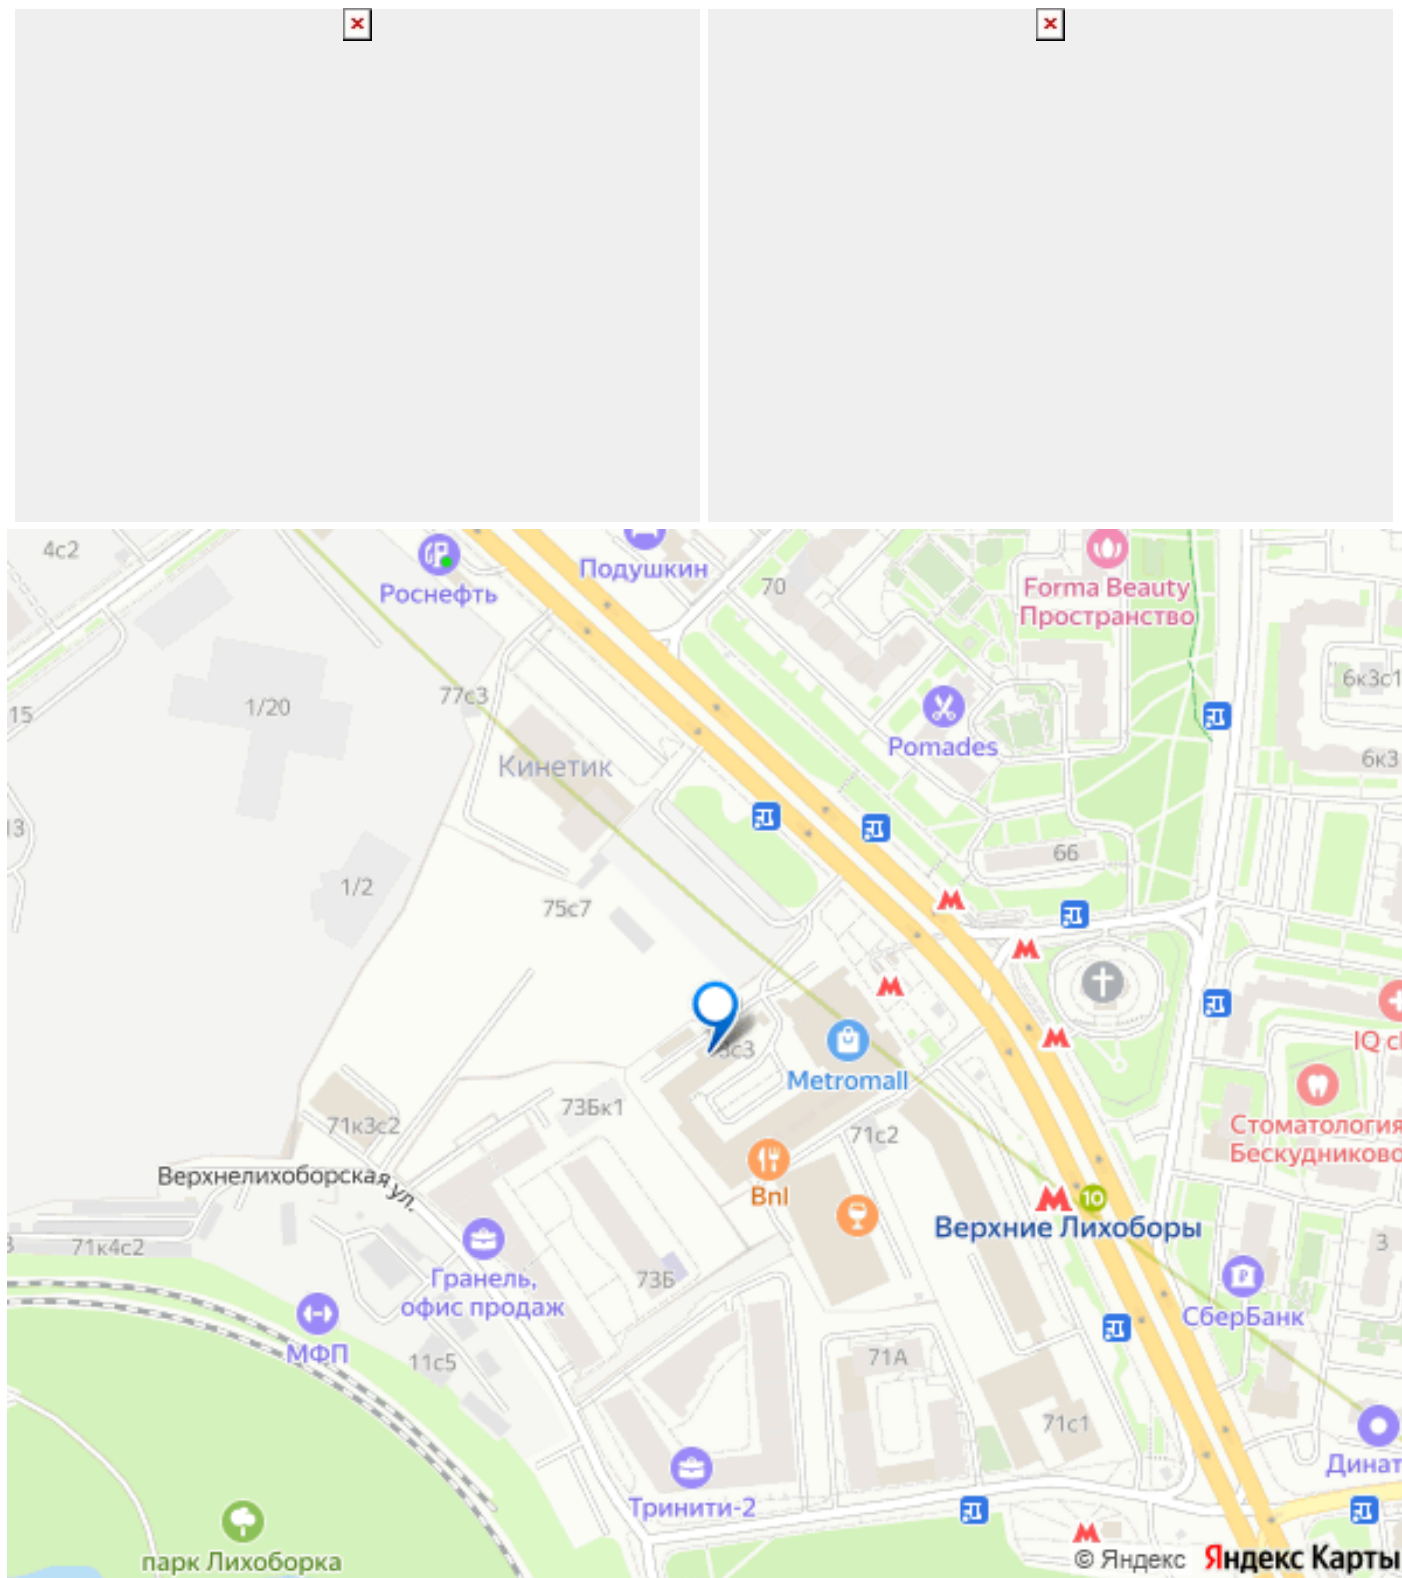 4с2
Роснефть
Подушкин
70
Forma Beauty
Пространство
6к3с1
77с3
15
1/20
Pomades
6к3
Кинетик
13
66
1/2
75с7
IQ
Metromall
73Бк1
71к3с2
71с2
Стоматология
Бескудниково
Верхнелихоборская ул.
Bnl
10
Верхние Лихоборы
71к4с2
3
Гранель,
офис продаж
73Б
СберБанк
МФП
11с5
71А
71с1
Динат
Тринити-2
парк Лихоборка
© Яндекс Яндекс Карты